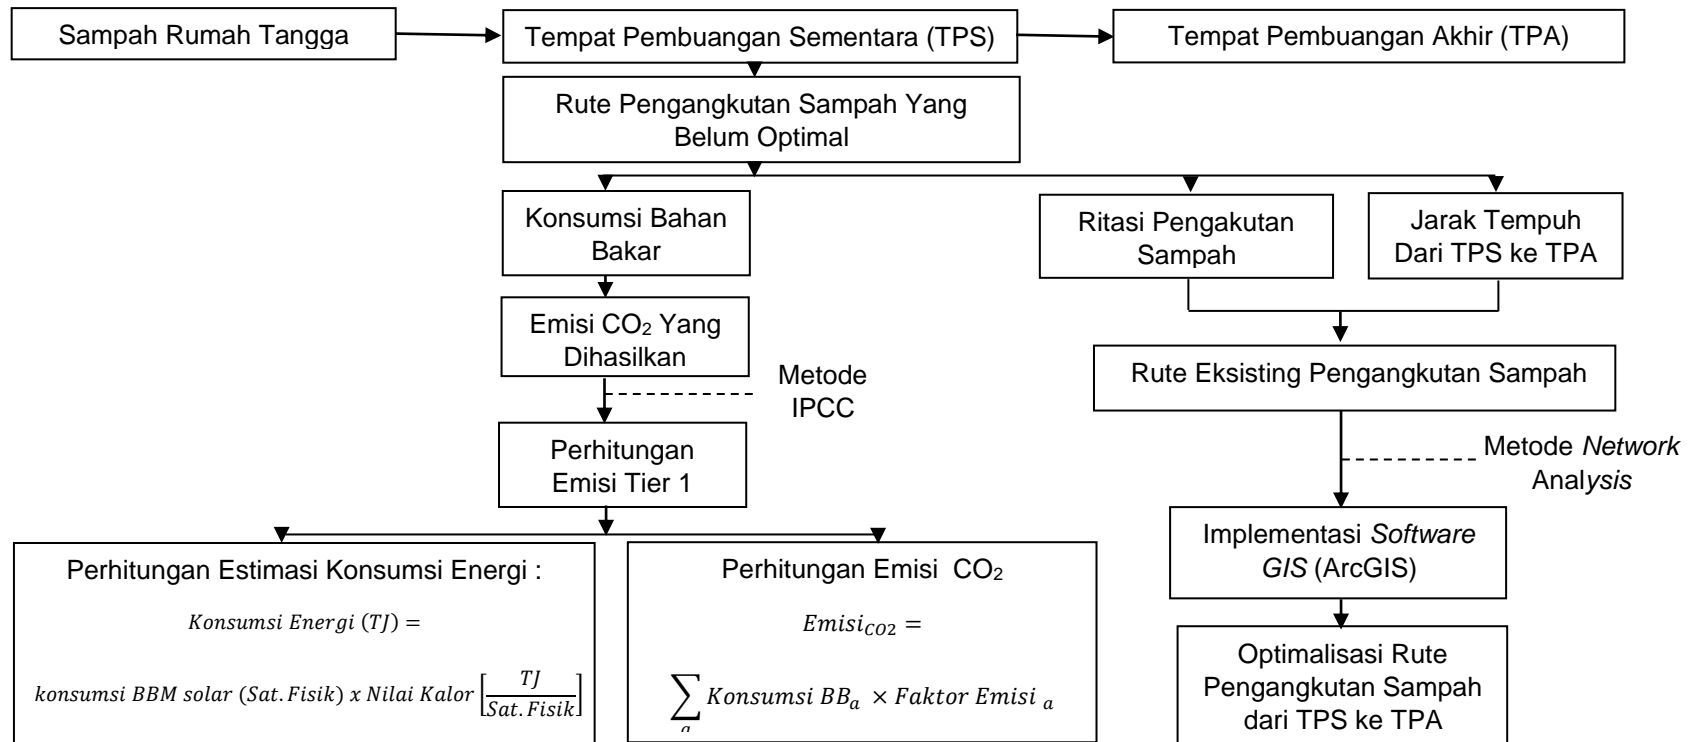 Sampah Rumah Tangga
Tempat Pembuangan Sementara (TPS)
Tempat Pembuangan Akhir (TPA)
Rute Pengangkutan Sampah Yang
Belum Optimal
Konsumsi Bahan
Bakar
Ritasi Pengakutan
Sampah
Jarak Tempuh
Dari TPS ke TPA
Emisi CO₂ Yang
Dihasilkan
Metode
IPCC
Rute Eksisting Pengangkutan Sampah
Perhitungan
Emisi Tier 1
Metode Network
Analysis
Perhitungan Estimasi Konsumsi Energi :
Konsumsi Energi (TJ) =
konsumsi BBM solar (Sat. Fisik) x Nilai Kalor [TJ / Sat. Fisik]
Perhitungan Emisi CO₂
Emisi_CO2 =
∑_a Konsumsi BB_a × Faktor Emisi _a
Implementasi Software
GIS (ArcGIS)
Optimalisasi Rute
Pengangkutan Sampah
dari TPS ke TPA